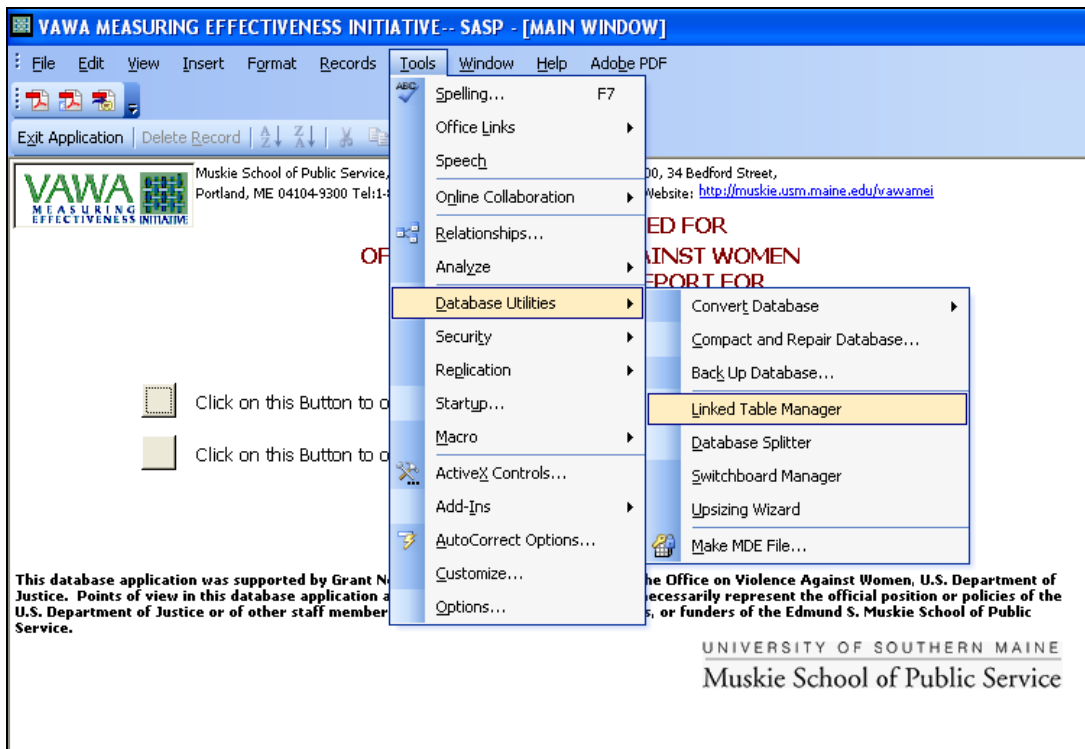 VAWA MEASURING EFFECTIVENESS INITIATIVE-- SASP - [MAIN WINDOW]
File Edit View Insert Format Records Tools Window Help Adobe PDF
Exit Application Delete Record
VAWA
MEASURING
EFFECTIVENESS INITIATIVE
Muskie School of Public Service,
Portland, ME 04104-9300 Tel:1-
00, 34 Bedford Street,
Website: http://muskie.usm.maine.edu/vawamei
ED FOR
OF
AINST WOMEN
EPORT FOR
ABC
Spelling... F7
Office Links
Speech
Online Collaboration
Relationships...
Analyze
Database Utilities
Security
Replication
Startup...
Macro
ActiveX Controls...
Add-Ins
AutoCorrect Options...
Customize...
Options...
Convert Database
Compact and Repair Database...
Back Up Database...
Linked Table Manager
Database Splitter
Switchboard Manager
Upsizing Wizard
Make MDE File...
Click on this Button to o
Click on this Button to o
This database application was supported by Grant N he Office on Violence Against Women, U.S. Department of
Justice. Points of view in this database application a ecessarily represent the official position or policies of the
U.S. Department of Justice or of other staff member s, or funders of the Edmund S. Muskie School of Public
Service.
UNIVERSITY OF SOUTHERN MAINE
Muskie School of Public Service